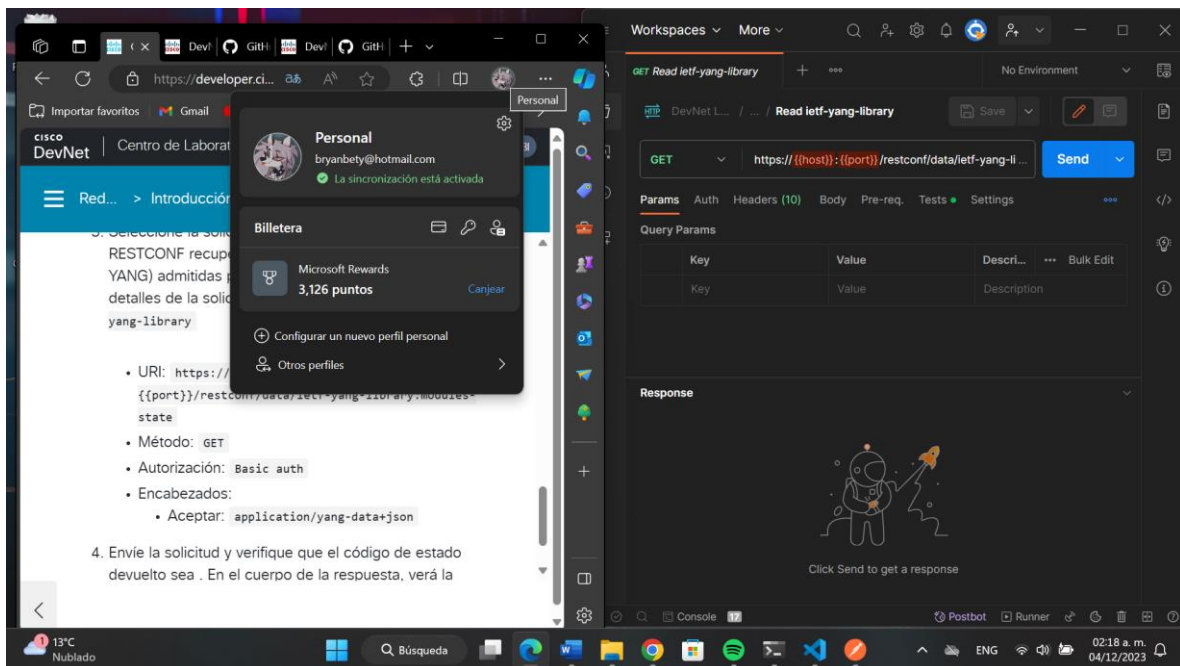 Dev!
GitH
Dev!
GitH
https://developer.ci...
Importar favoritos
Gmail
Personal
CISCO
DevNet
Centro de Laborat
Red...
>
Introducción
Personal
bryanbety@hotmail.com
La sincronización está activada
Billetera
Microsoft Rewards
3,126 puntos
Canjear
Configurar un nuevo perfil personal
Otros perfiles
RESTCONF recupe
YANG) admitidas
detalles de la solic
yang-library
• URI: https://
{{port}}/restconf/data/ietf-yang-library:modules-
state
• Método: GET
• Autorización: Basic auth
• Encabezados:
• Aceptar: application/yang-data+json
4. Envíe la solicitud y verifique que el código de estado
devuelto sea . En el cuerpo de la respuesta, verá la
Workspaces
More
GET Read ietf-yang-library
No Environment
HTTP
DevNet L... / ... / Read ietf-yang-library
Save
GET
https://{{host}}:{{port}}/restconf/data/ietf-yang-li ...
Send
Params Auth Headers (10) Body Pre-req. Tests Settings
Query Params
Key Value Descri... Bulk Edit
Key Value Description
Response
Click Send to get a response
Console 17
Postbot Runner
1
13°C
Nublado
Búsqueda
ENG
02:18 a. m.
04/12/2023